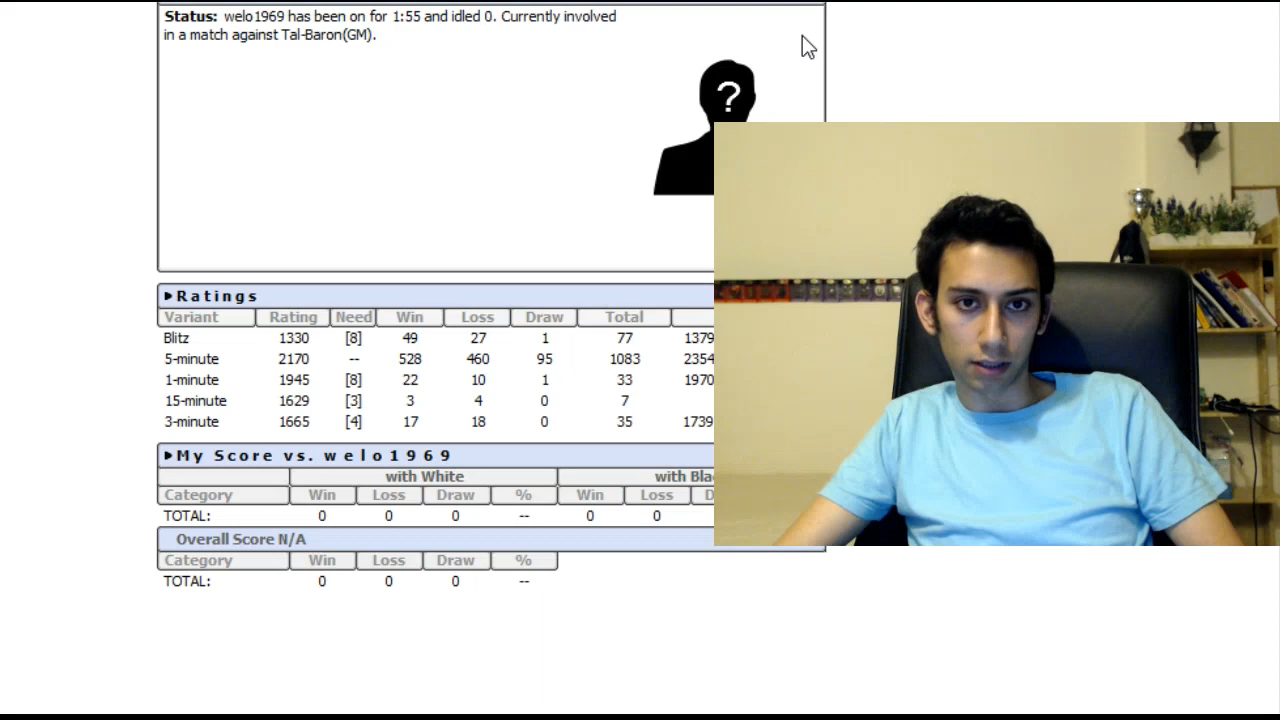 Status: welo1969 has been on for 1:55 and idled 0. Currently involved
in a match against Tal-Baron(GM).
?
Ratings
Variant Rating Need Win Loss Draw Total
Blitz 1330 [8] 49 27 1 77 1379
5-minute 2170 -- 528 460 95 1083 2354
1-minute 1945 [8] 22 10 1 33 1970
15-minute 1629 [3] 3 4 0 7
3-minute 1665 [4] 17 18 0 35 1739
My Score vs. welo1969
with White with Bla
Category Win Loss Draw % Win Loss D
TOTAL: 0 0 0 -- 0 0
Overall Score N/A
Category Win Loss Draw %
TOTAL: 0 0 0 --